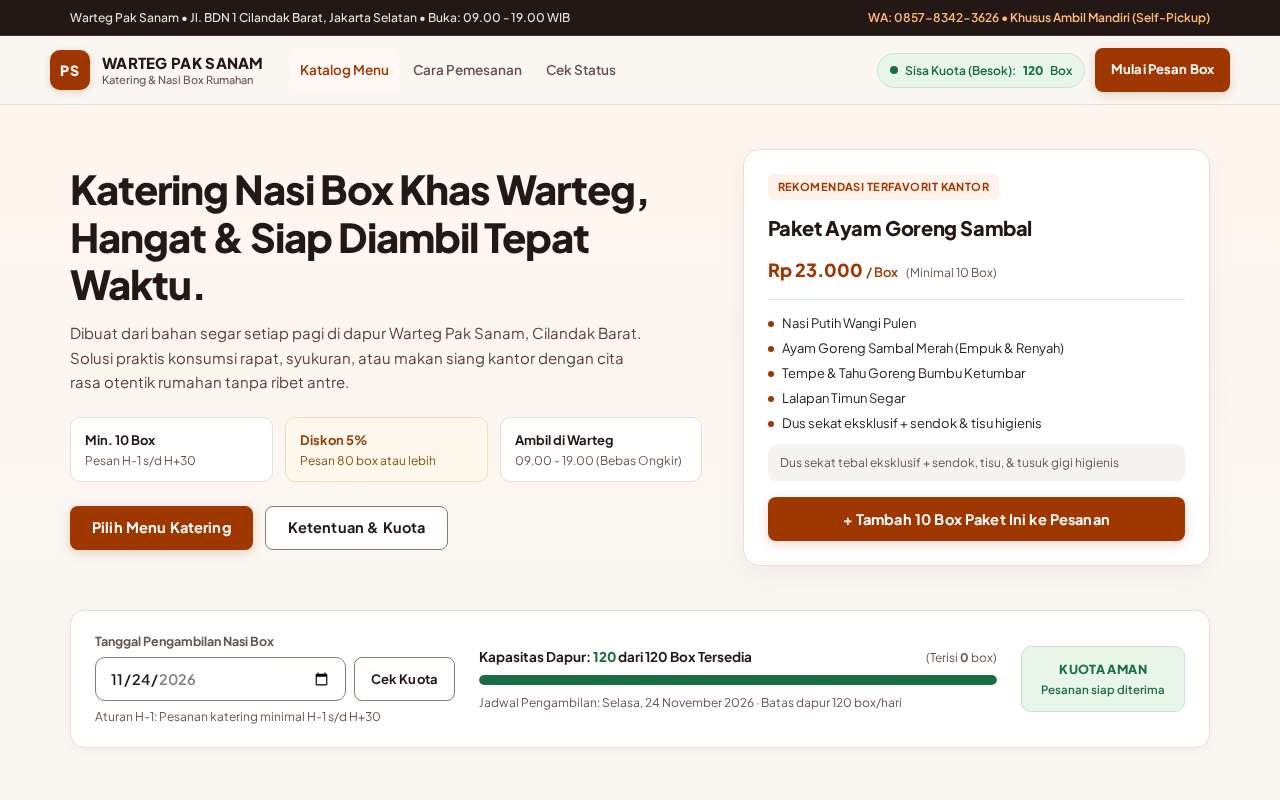 Warteg Pak Sanam • Jl. BDN 1 Cilandak Barat, Jakarta Selatan • Buka: 09.00 - 19.00 WIB
WA: 0857-8342-3626 • Khusus Ambil Mandiri (Self-Pickup)
PS
WARTEG PAK SANAM
Katering & Nasi Box Rumahan
Katalog Menu
Cara Pemesanan
Cek Status
Sisa Kuota (Besok): 120 Box
Mulai Pesan Box
Katering Nasi Box Khas Warteg,
Hangat & Siap Diambil Tepat
Waktu.
Dibuat dari bahan segar setiap pagi di dapur Warteg Pak Sanam, Cilandak Barat.
Solusi praktis konsumsi rapat, syukuran, atau makan siang kantor dengan cita
rasa otentik rumahan tanpa ribet antre.
Min. 10 Box
Pesan H-1 s/d H+30
Diskon 5%
Pesan 80 box atau lebih
Ambil di Warteg
09.00 - 19.00 (Bebas Ongkir)
Pilih Menu Katering
Ketentuan & Kuota
REKOMENDASI TERFAVORIT KANTOR
Paket Ayam Goreng Sambal
Rp 23.000 / Box (Minimal 10 Box)
Nasi Putih Wangi Pulen
Ayam Goreng Sambal Merah (Empuk & Renyah)
Tempe & Tahu Goreng Bumbu Ketumbar
Lalapan Timun Segar
Dus sekat eksklusif + sendok & tisu higienis
Dus sekat tebal eksklusif + sendok, tisu, & tusuk gigi higienis
+ Tambah 10 Box Paket Ini ke Pesanan
Tanggal Pengambilan Nasi Box
11/24/2026
Cek Kuota
Aturan H-1: Pesanan katering minimal H-1 s/d H+30
Kapasitas Dapur: 120 dari 120 Box Tersedia
(Terisi 0 box)
Jadwal Pengambilan: Selasa, 24 November 2026 · Batas dapur 120 box/hari
KUOTA AMAN
Pesanan siap diterima